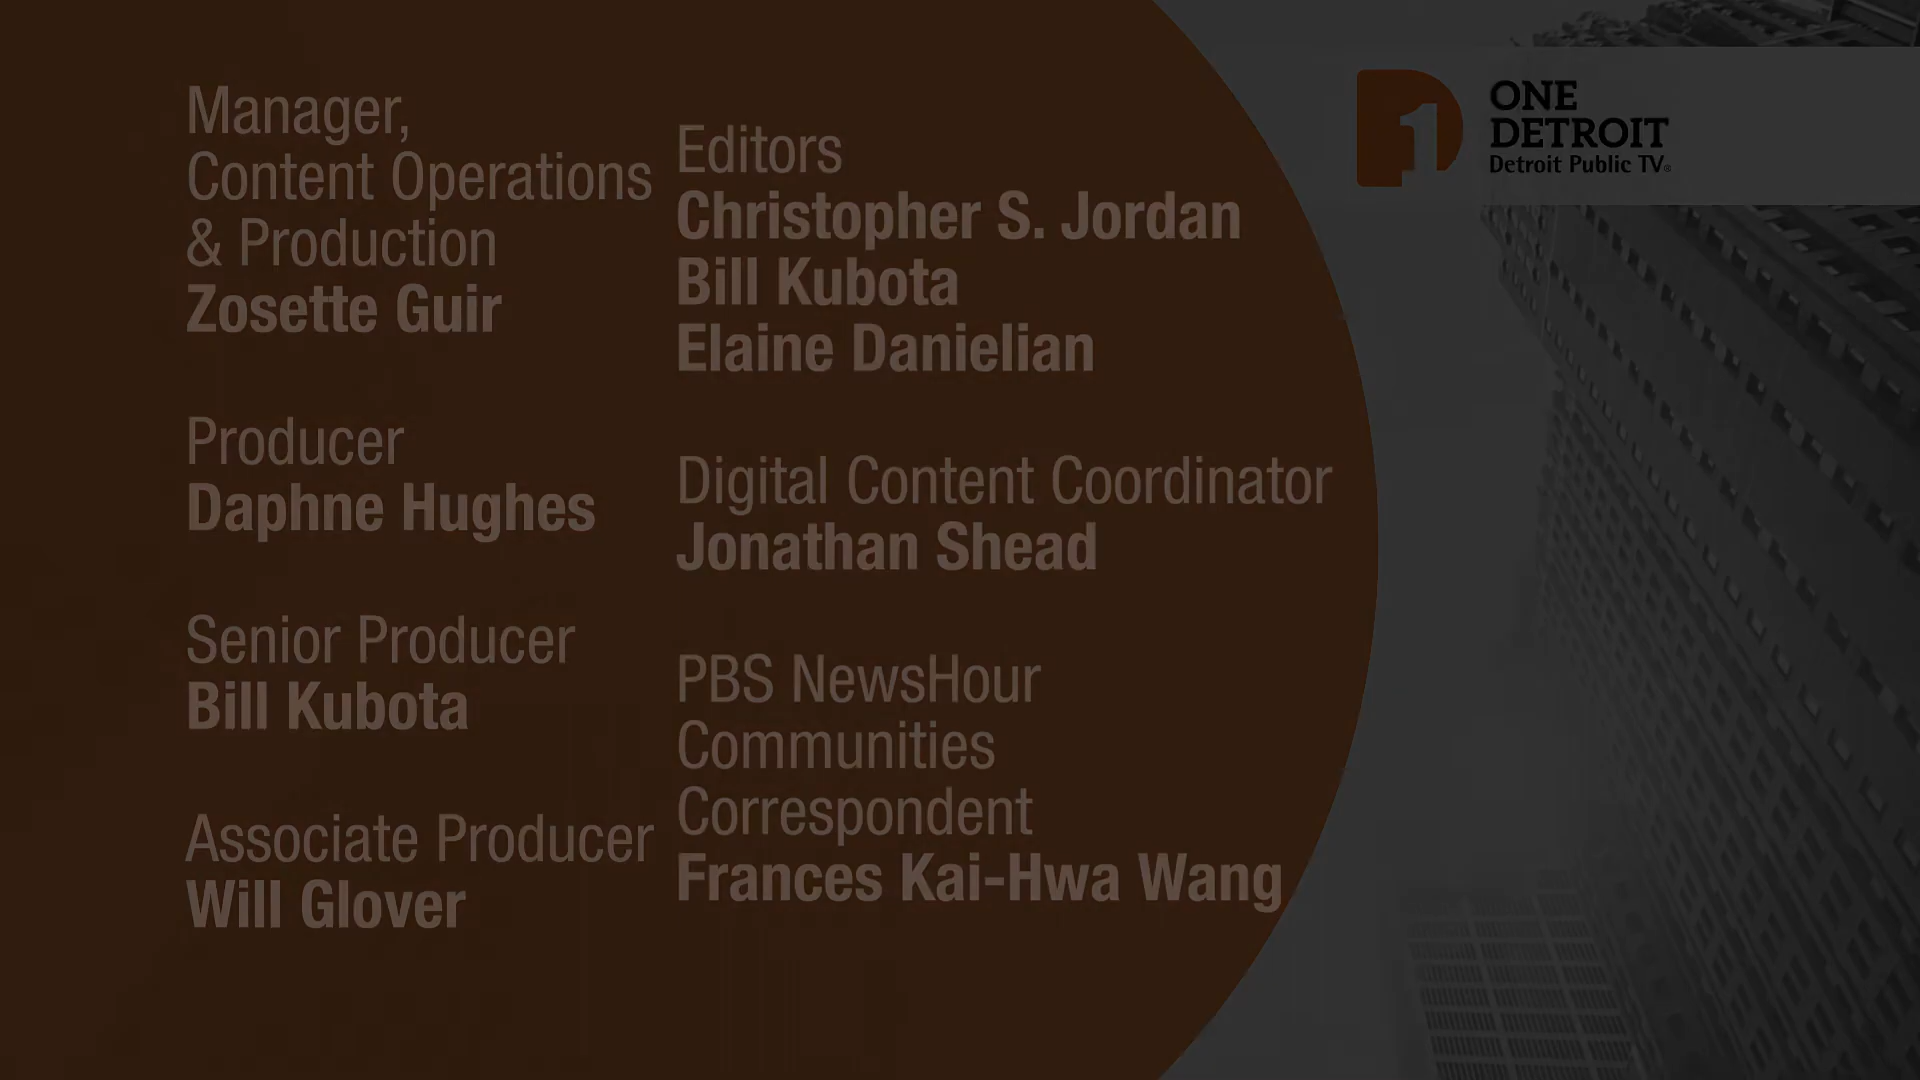 Manager,
Content Operations
& Production
Zosette Guir
Producer
Daphne Hughes
Senior Producer
Bill Kubota
Associate Producer
Will Glover
Editors
Christopher S. Jordan
Bill Kubota
Elaine Danielian
Digital Content Coordinator
Jonathan Shead
PBS NewsHour
Communities
Correspondent
Frances Kai-Hwa Wang
1
ONE
DETROIT
Detroit Public TV®